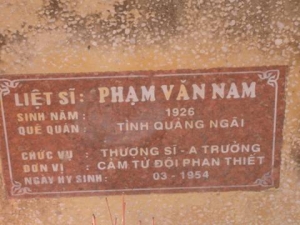 LIỆT SĨ: PHẠM VĂN NAM
SINH NĂM : 1926
QUÊ QUÁN : TỈNH QUẢNG NGÃI
CHỨC VỤ : THƯỢNG SĨ - A TRƯỞNG
ĐƠN VỊ : CẢM TỬ ĐỘI PHAN THIẾT
NGÀY HY SINH: 03 - 1954